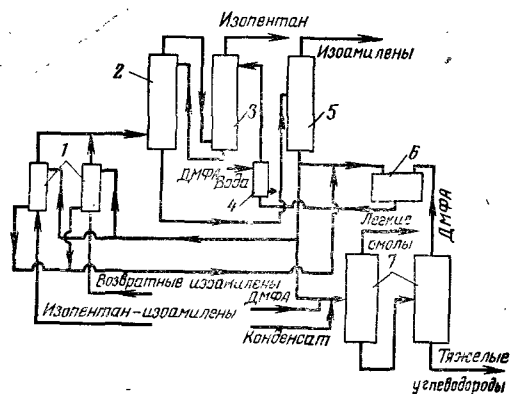 Изопентан
Изоамилены
2
3
5
ДМФА
Вода
4
1
6
ДМФА
Легкие
смолы
7
Возвратные изоамилены
ДМФА
Изопентан-изоамилены
Конденсат
Тяжелые
углеводороды